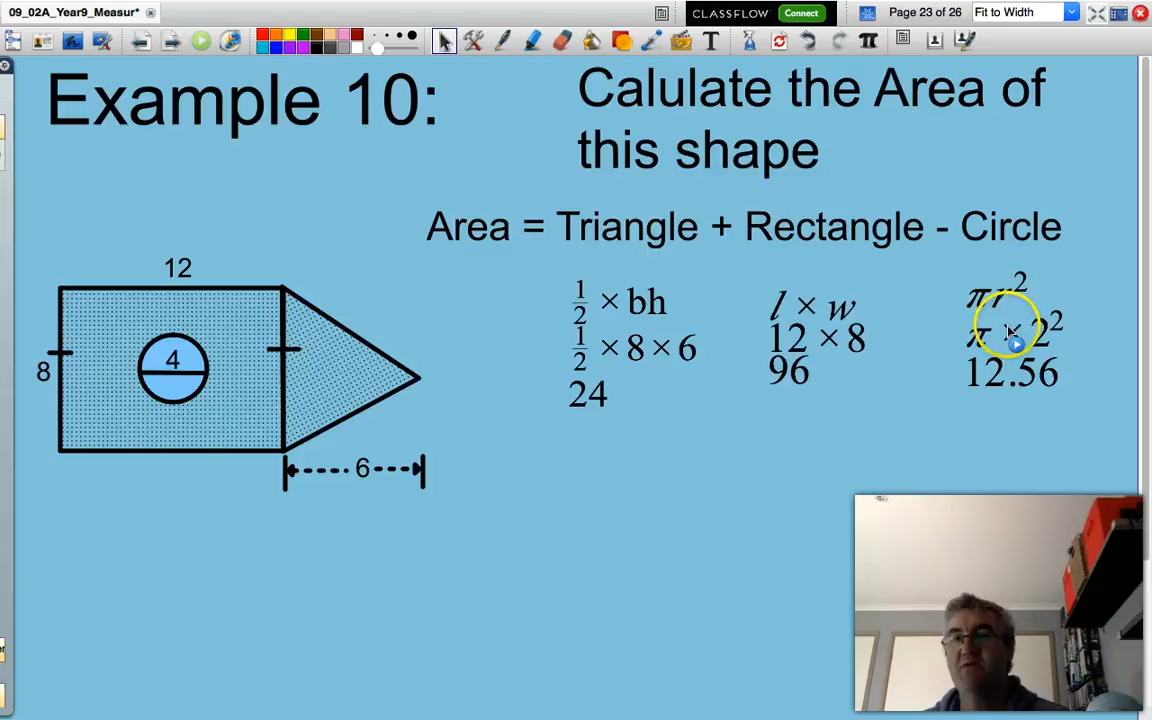 09_02A_Year9_Measur*
CLASSFLOW
Connect
Page 23 of 26
Fit to Width
Example 10:
Calulate the Area of
this shape
Area = Triangle + Rectangle - Circle
12
8
4
6
1/2 × bh
1/2 × 8 × 6
24
l × w
12 × 8
96
πr²
π × 2²
12.56